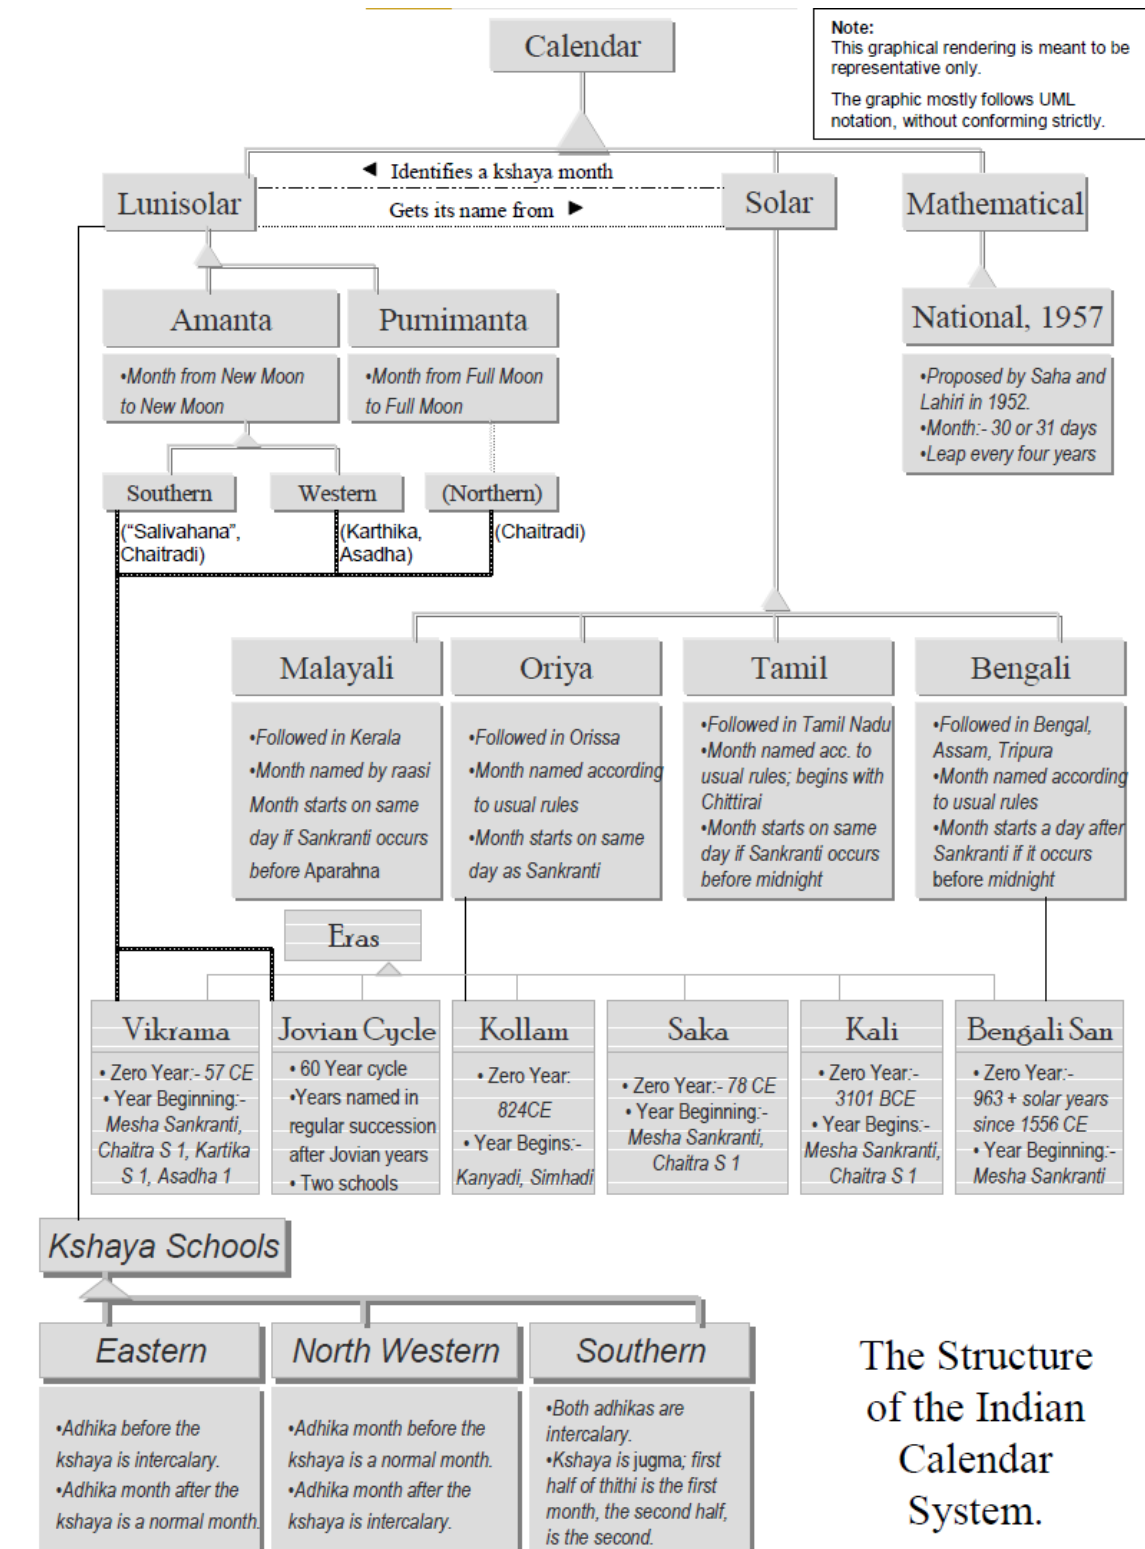 Calendar
Note:
This graphical rendering is meant to be
representative only.
The graphic mostly follows UML
notation, without conforming strictly.
◄ Identifies a kshaya month
Gets its name from ►
Lunisolar
Solar
Mathematical
Amanta
Purnimanta
National, 1957
•Month from New Moon
to New Moon
•Month from Full Moon
to Full Moon
•Proposed by Saha and
Lahiri in 1952.
•Month:- 30 or 31 days
•Leap every four years
Southern
Western
(Northern)
("Salivahana",
Chaitradi)
(Karthika,
Asadha)
(Chaitradi)
Malayali
Oriya
Tamil
Bengali
•Followed in Kerala
•Month named by raasi
Month starts on same
day if Sankranti occurs
before Aparahna
•Followed in Orissa
•Month named according
to usual rules
•Month starts on same
day as Sankranti
•Followed in Tamil Nadu
•Month named acc. to
usual rules; begins with
Chittirai
•Month starts on same
day if Sankranti occurs
before midnight
•Followed in Bengal,
Assam, Tripura
•Month named according
to usual rules
•Month starts a day after
Sankranti if it occurs
before midnight
Eras
Vikrama
Jovian Cycle
Kollam
Saka
Kali
Bengali San
• Zero Year:- 57 CE
• Year Beginning:-
Mesha Sankranti,
Chaitra S 1, Kartika
S 1, Asadha 1
• 60 Year cycle
•Years named in
regular succession
after Jovian years
• Two schools
• Zero Year:
824CE
• Year Begins:-
Kanyadi, Simhadi
• Zero Year:- 78 CE
• Year Beginning:-
Mesha Sankranti,
Chaitra S 1
• Zero Year:-
3101 BCE
• Year Begins:-
Mesha Sankranti,
Chaitra S 1
• Zero Year:-
963 + solar years
since 1556 CE
• Year Beginning:-
Mesha Sankranti
Kshaya Schools
Eastern
North Western
Southern
•Adhika before the
kshaya is intercalary.
•Adhika month after the
kshaya is a normal month.
•Adhika month before the
kshaya is a normal month.
•Adhika month after the
kshaya is intercalary.
•Both adhikas are
intercalary.
•Kshaya is jugma; first
half of thithi is the first
month, the second half,
is the second.
The Structure
of the Indian
Calendar
System.